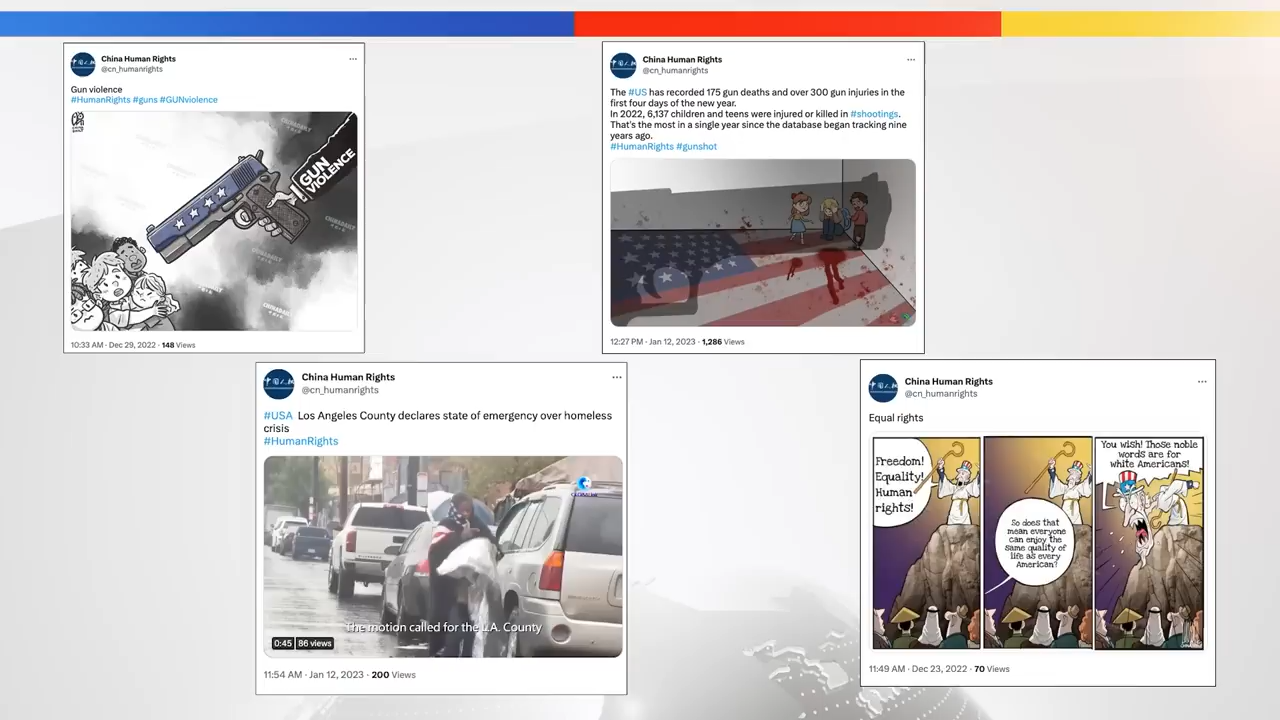 China Human Rights
@cn_humanrights
Gun violence
#HumanRights #guns #GUNviolence
GUN
VIOLENCE
CHINADAILY
CHINADAILY
CHINADAILY
CHINADAILY
10:33 AM · Dec 29, 2022 · 148 Views
China Human Rights
@cn_humanrights
The #US has recorded 175 gun deaths and over 300 gun injuries in the
first four days of the new year.
In 2022, 6,137 children and teens were injured or killed in #shootings.
That's the most in a single year since the database began tracking nine
years ago.
#HumanRights #gunshot
12:27 PM · Jan 12, 2023 · 1,286 Views
China Human Rights
@cn_humanrights
#USA Los Angeles County declares state of emergency over homeless
crisis
#HumanRights
The motion called for the L.A. County
0:45 86 views
11:54 AM · Jan 12, 2023 · 200 Views
China Human Rights
@cn_humanrights
Equal rights
Freedom!
Equality!
Human
rights!
So does that
mean everyone
can enjoy the
same quality of
life as every
American?
You wish! Those noble
words are for
white Americans!
11:49 AM · Dec 23, 2022 · 70 Views